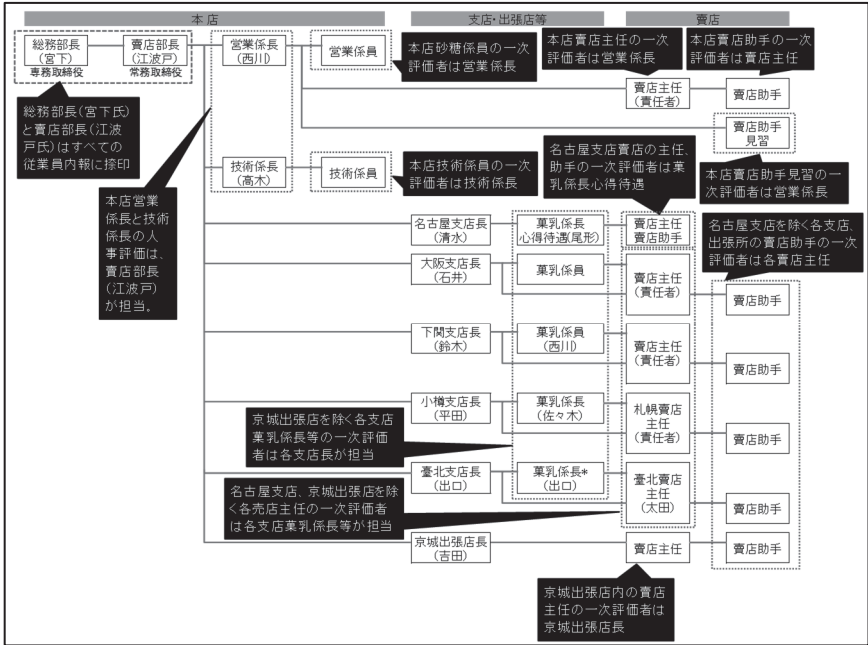 本 店
支店・出張店等
賣店
総務部長
(宮下)
専務取締役
賣店部長
(江波戸)
常務取締役
営業係長
(西川)
営業係員
本店砂糖係員の一次
評価者は営業係長
本店賣店主任の一次
評価者は営業係長
本店賣店助手の一次
評価者は賣店主任
賣店主任
(責任者)
賣店助手
賣店助手
見習
総務部長(宮下氏)
と賣店部長(江波
戸氏)はすべての
従業員内報に捺印
技術係長
(高木)
技術係員
本店技術係員の一次
評価者は技術係長
名古屋支店賣店の主任、
助手の一次評価者は菓
乳係長心得待遇
本店賣店助手見習の一
次評価者は営業係長
本店営業
係長と技術
係長の人
事評価は、
賣店部長
(江波戸)
が担当。
名古屋支店長
(清水)
菓乳係長
心得待遇(尾形)
賣店主任
賣店助手
名古屋支店を除く各支店、
出張所の賣店助手の一次
評価者は各賣店主任
大阪支店長
(石井)
菓乳係員
賣店主任
(責任者)
賣店助手
下関支店長
(鈴木)
菓乳係員
(西川)
賣店主任
(責任者)
賣店助手
小樽支店長
(平田)
菓乳係長
(佐々木)
札幌賣店
主任
(責任者)
賣店助手
京城出張店を除く各支店
菓乳係長等の一次評価
者は各支店長が担当
臺北支店長
(出口)
菓乳係長*
(出口)
臺北賣店
主任
(太田)
賣店助手
名古屋支店、京城出張店を除
く各売店主任の一次評価者
は各支店菓乳係長等が担当
京城出張店長
(吉田)
賣店主任
賣店助手
京城出張店内の賣店
主任の一次評価者は
京城出張店長